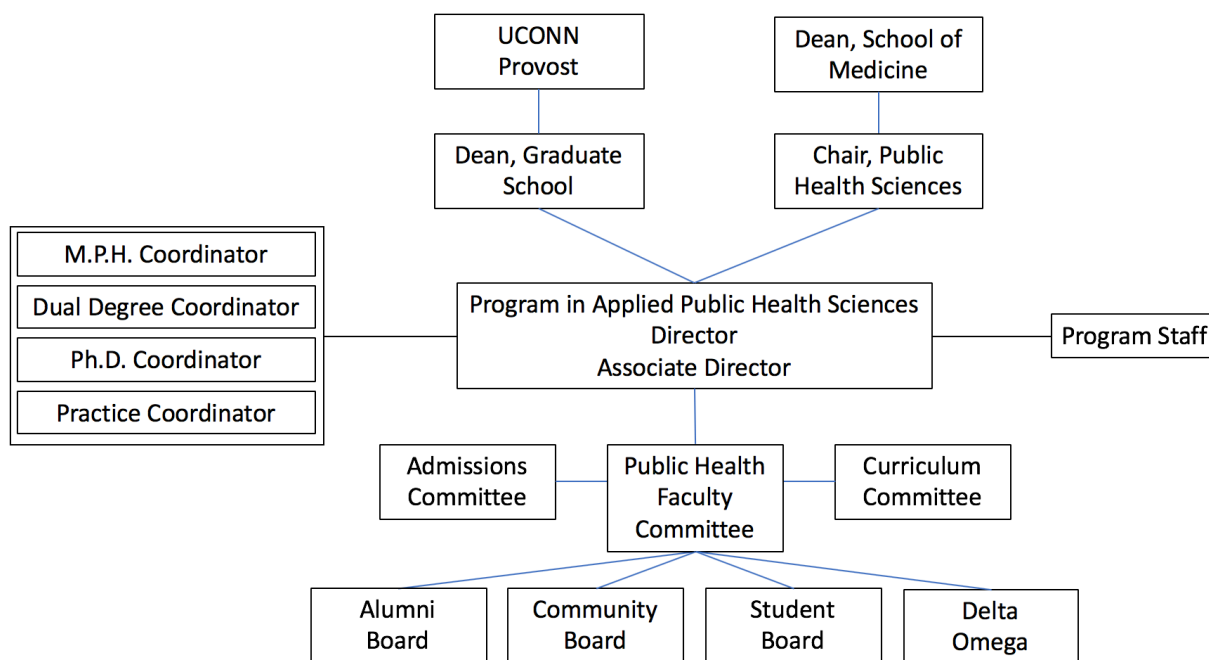 UCONN
Provost
Dean, School of
Medicine
Dean, Graduate
School
Chair, Public
Health Sciences
M.P.H. Coordinator
Dual Degree Coordinator
Ph.D. Coordinator
Practice Coordinator
Program in Applied Public Health Sciences
Director
Associate Director
Program Staff
Admissions
Committee
Public Health
Faculty
Committee
Curriculum
Committee
Alumni
Board
Community
Board
Student
Board
Delta
Omega